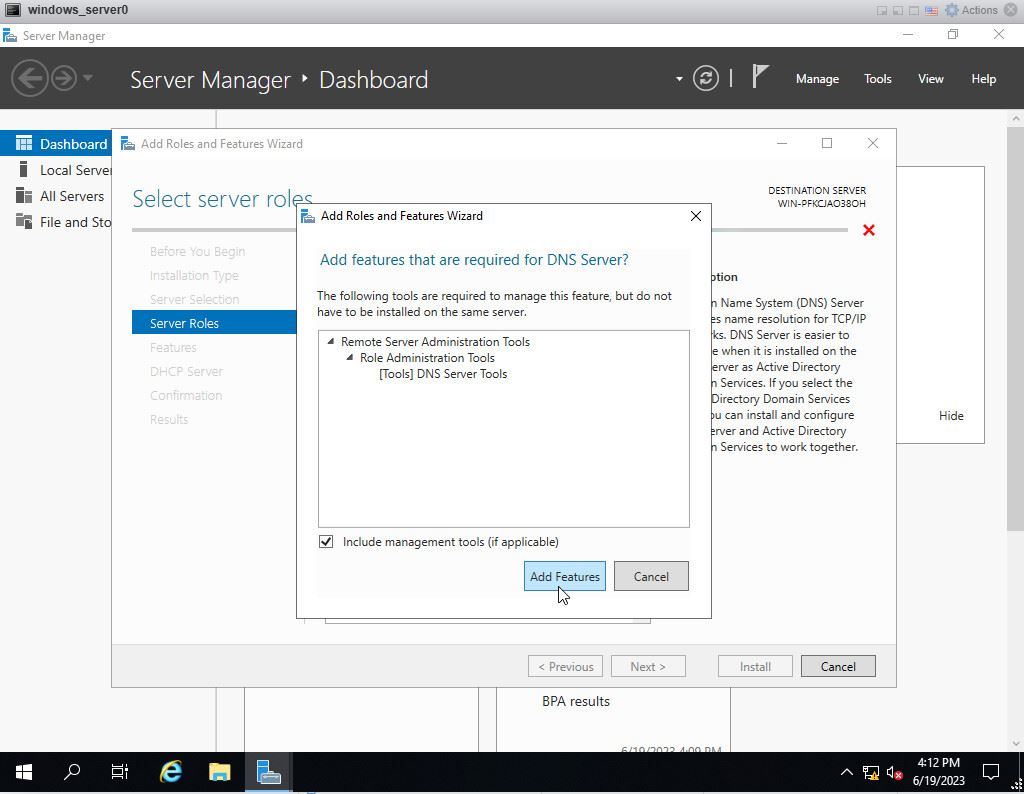 windows_server0
Actions
Server Manager
Server Manager
Dashboard
Manage
Tools
View
Help
Dashboard
Local Server
All Servers
File and Sto
Add Roles and Features Wizard
Select server roles
DESTINATION SERVER
WIN-PFKCJAO38OH
Before You Begin
Installation Type
Server Selection
Server Roles
Features
DHCP Server
Confirmation
Results
Add Roles and Features Wizard
Add features that are required for DNS Server?
The following tools are required to manage this feature, but do not
have to be installed on the same server.
Remote Server Administration Tools
Role Administration Tools
[Tools] DNS Server Tools
Include management tools (if applicable)
Add Features
Cancel
ption
n Name System (DNS) Server
es name resolution for TCP/IP
ks. DNS Server is easier to
e when it is installed on the
erver as Active Directory
n Services. If you select the
Directory Domain Services
ou can install and configure
erver and Active Directory
n Services to work together.
Hide
< Previous
Next >
Install
Cancel
BPA results
6/19/2023 4:09 PM
4:12 PM
6/19/2023